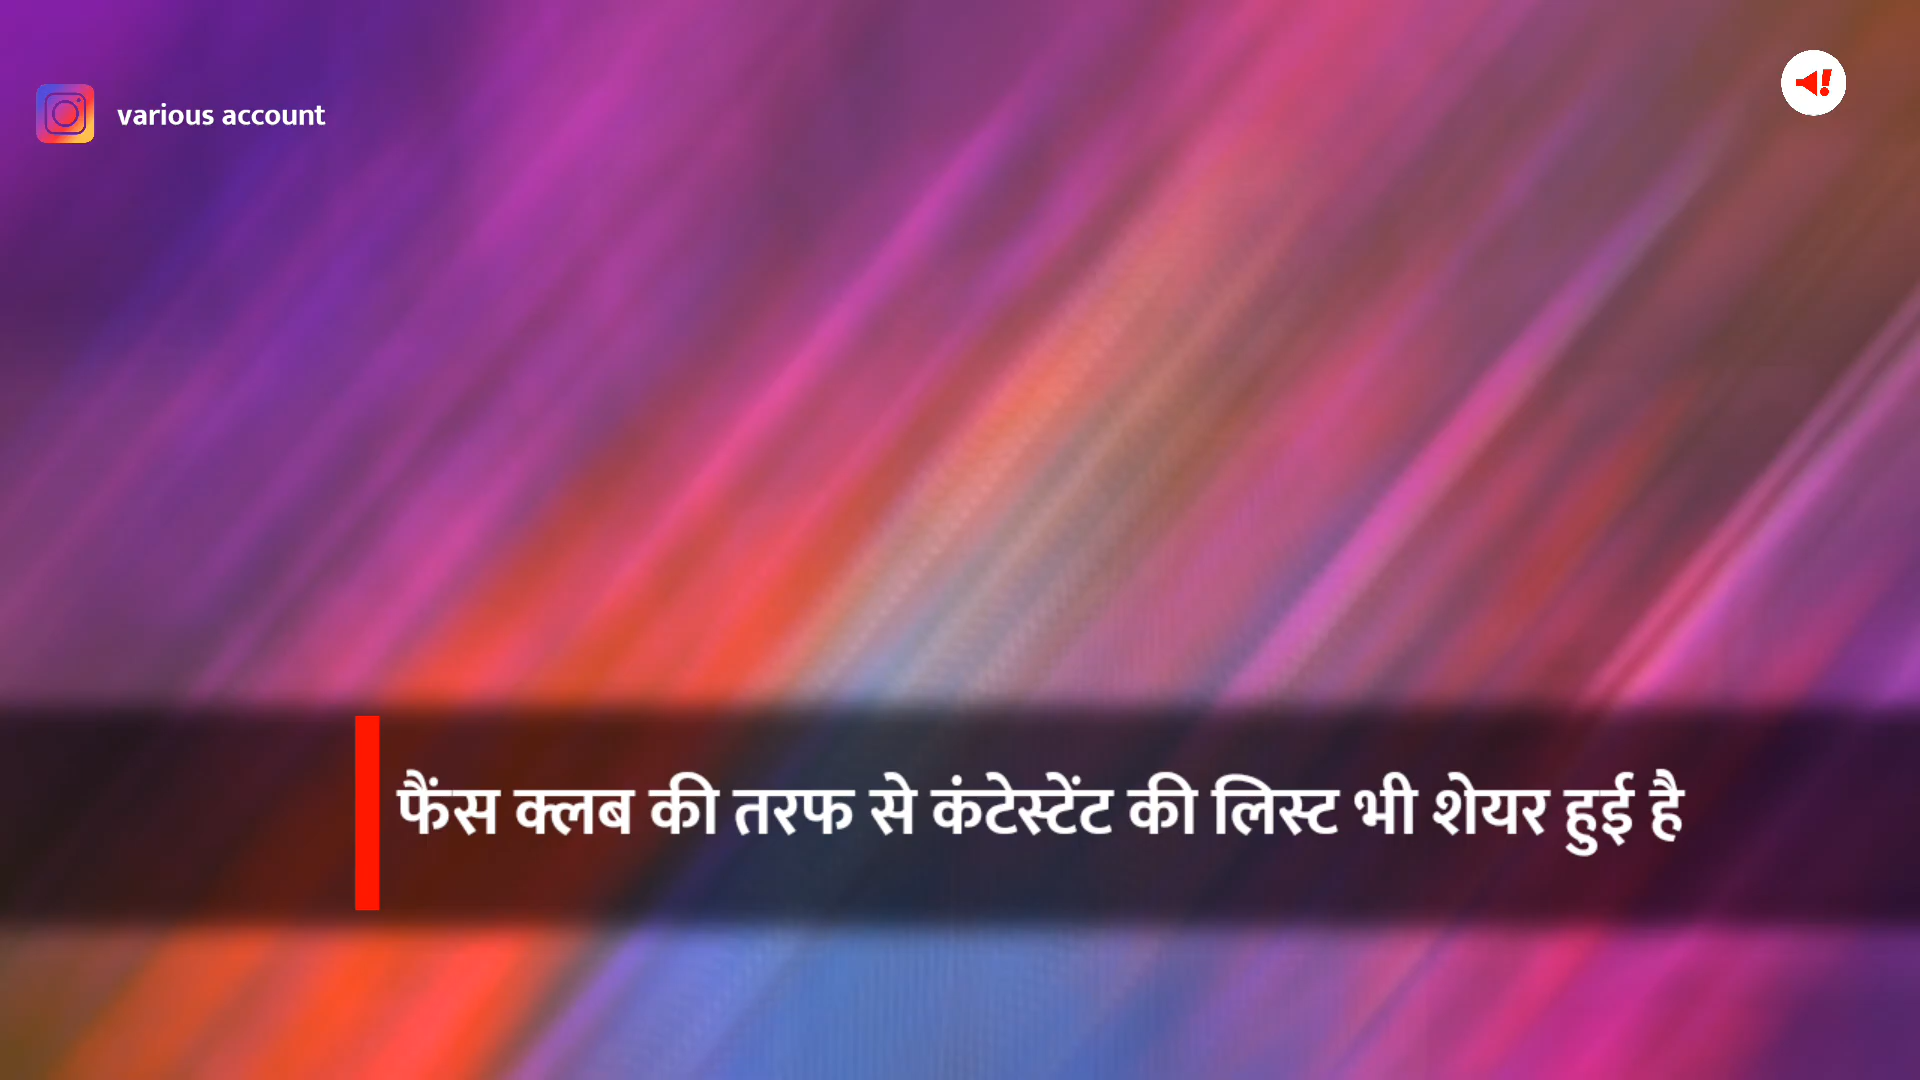 various account
फैंस क्लब की तरफ से कंटेस्टेंट की लिस्ट भी शेयर हुई है